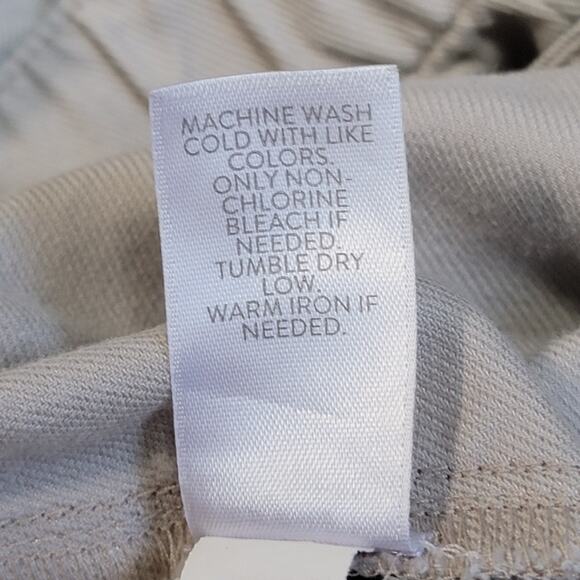 MACHINE WASH
COLD WITH LIKE
COLORS.
ONLY NON-
CHLORINE
BLEACH IF
NEEDED.
TUMBLE DRY
LOW.
WARM IRON IF
NEEDED.